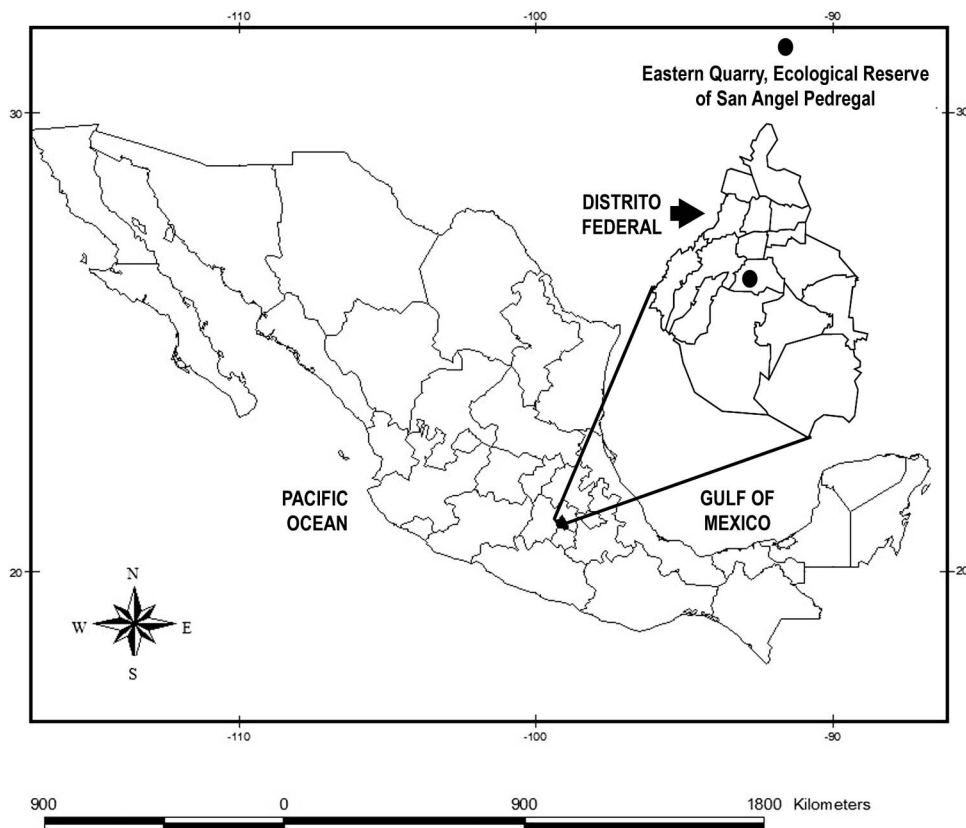 -110
-100
-90
Eastern Quarry, Ecological Reserve
of San Angel Pedregal
30
30
DISTRITO
FEDERAL
PACIFIC
OCEAN
GULF OF
MEXICO
20
20
N
W
E
S
-110
-100
-90
900
0
900
1800 Kilometers